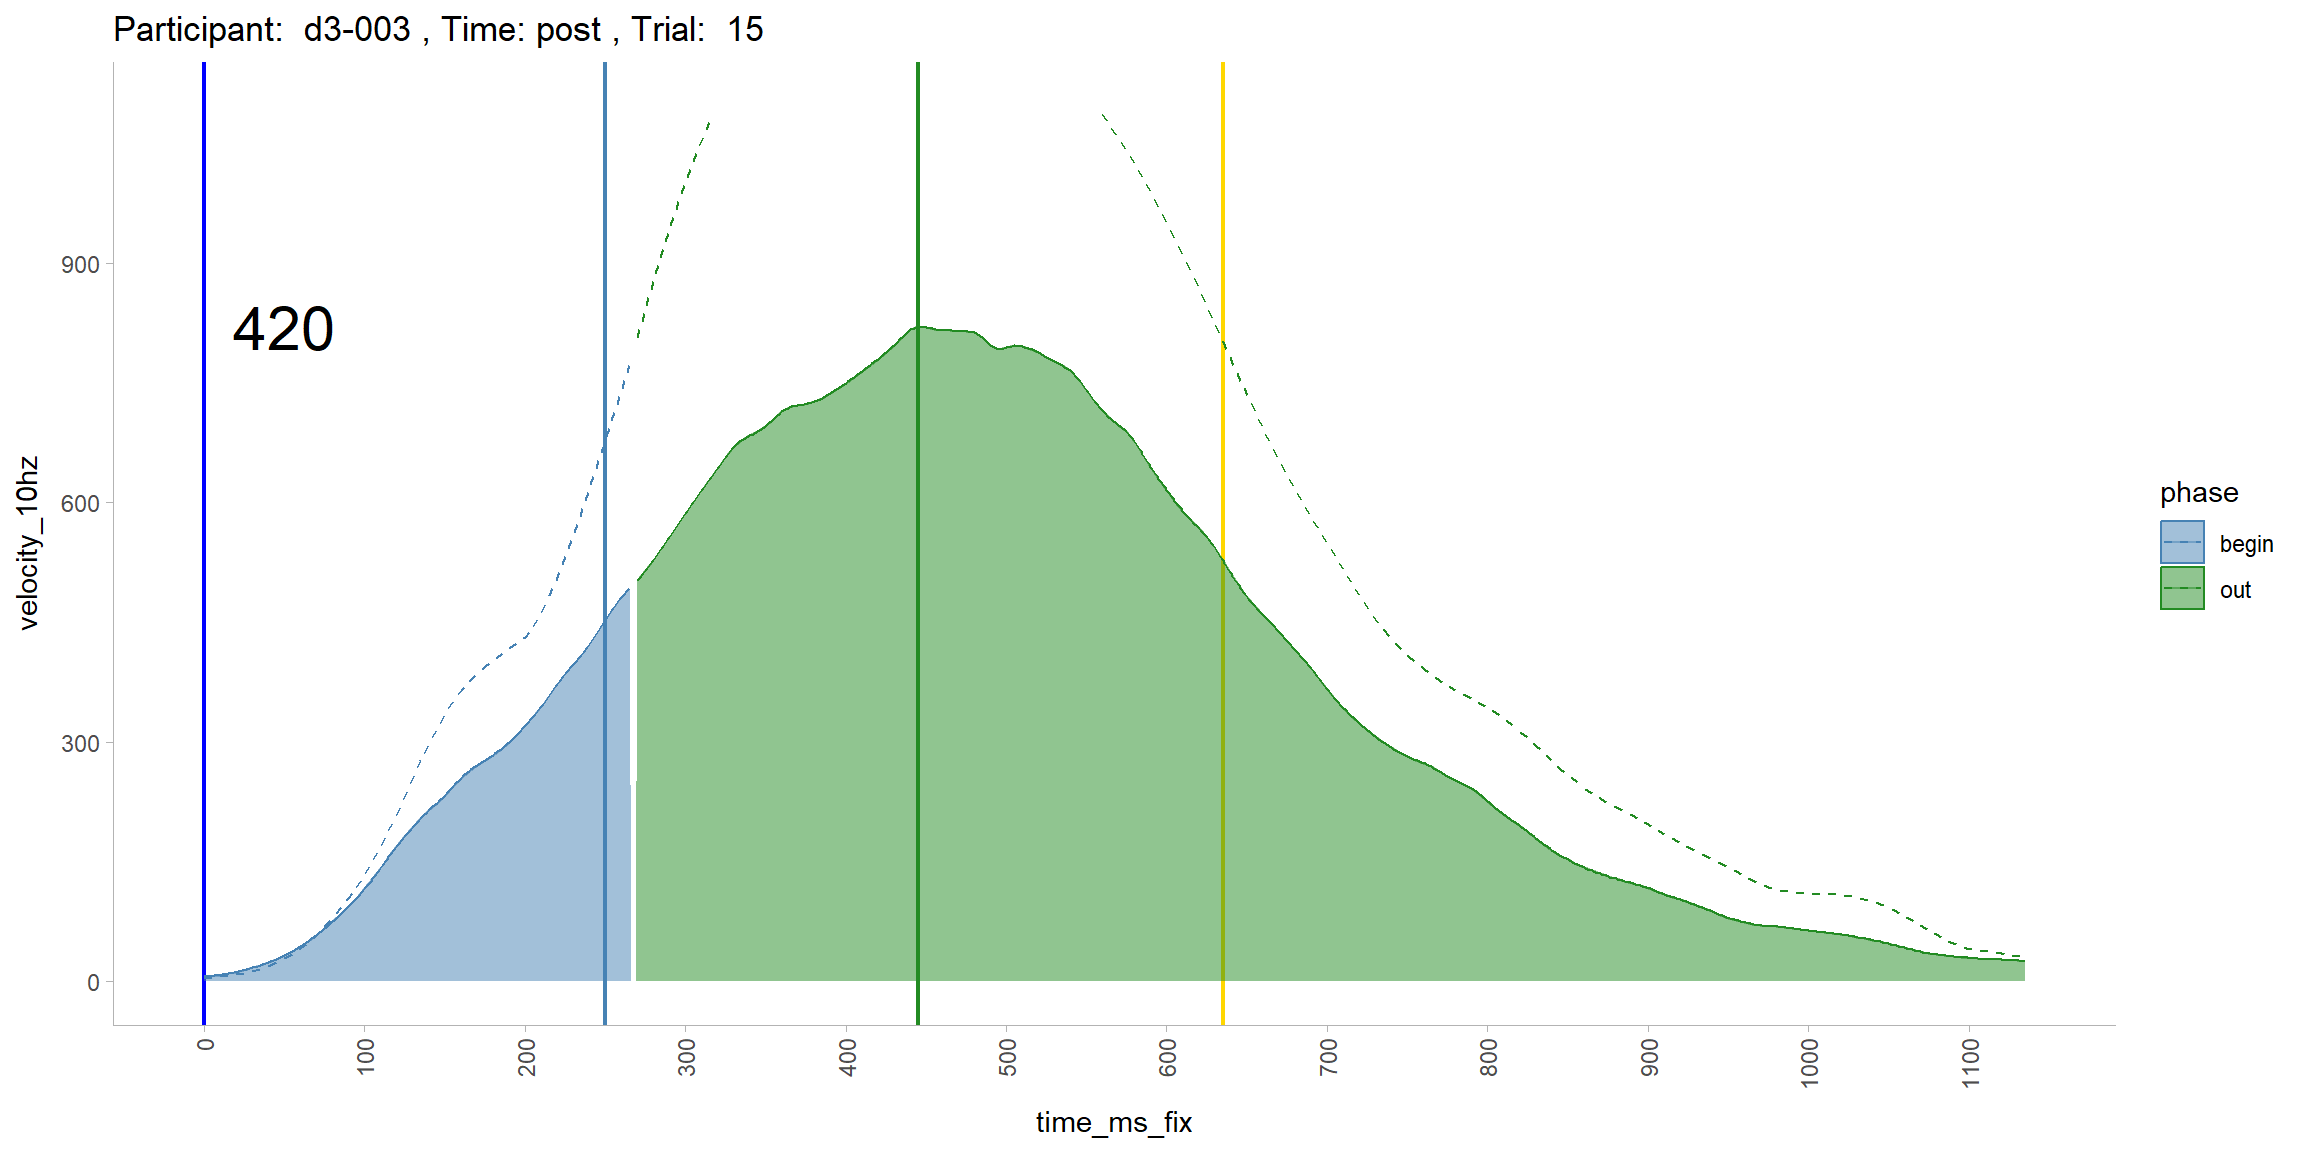 Participant:  d3-003 , Time: post , Trial:  15
900
600
300
0
velocity_10hz
420
0 100 200 300 400 500 600 700 800 900 1000 1100
time_ms_fix
phase
begin
out